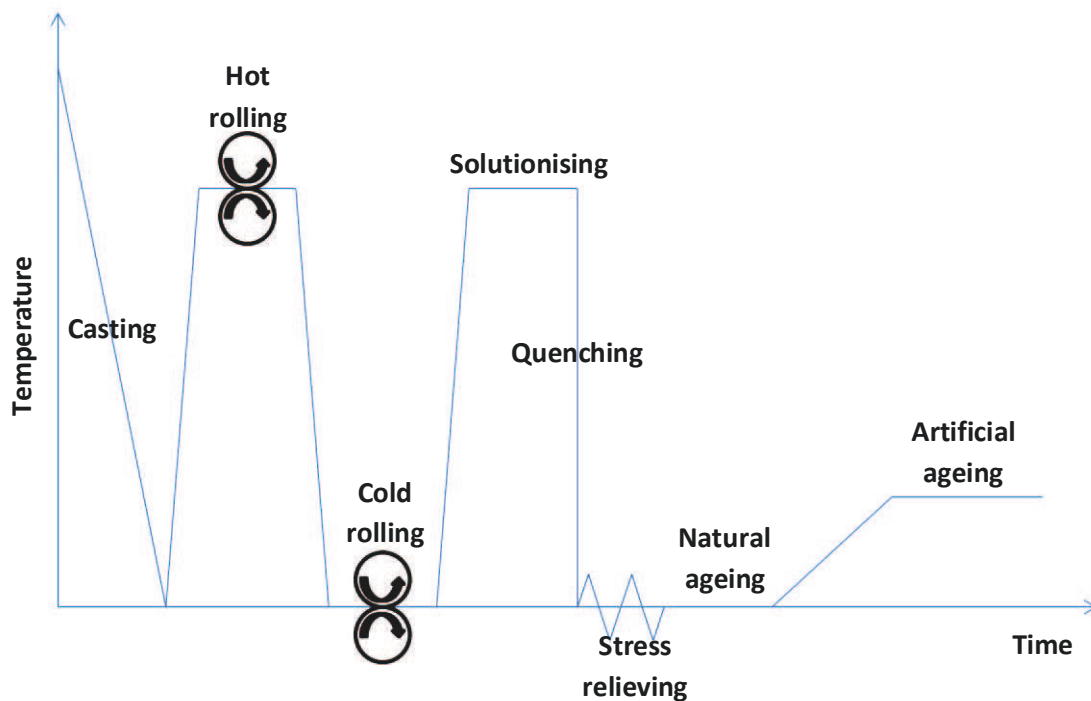 Hot
rolling
Solutionising
Temperature
Casting
Quenching
Artificial
ageing
Cold
rolling
Natural
ageing
Stress
relieving
Time